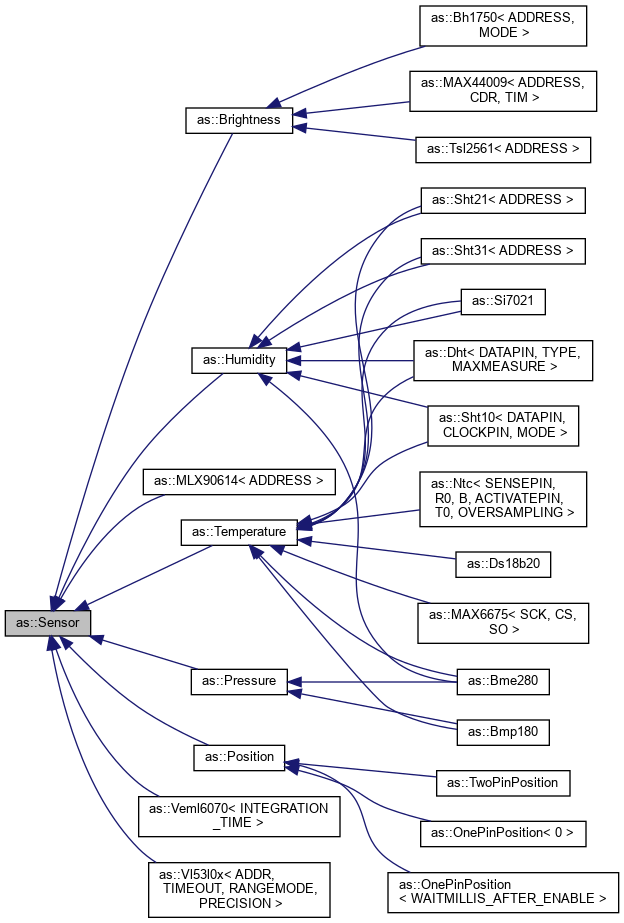 as::Bh1750< ADDRESS,
MODE >
as::MAX44009< ADDRESS,
CDR, TIM >
as::Brightness
as::Tsl2561< ADDRESS >
as::Sht21< ADDRESS >
as::Sht31< ADDRESS >
as::Si7021
as::Humidity
as::Dht< DATAPIN, TYPE,
MAXMEASURE >
as::Sht10< DATAPIN,
CLOCKPIN, MODE >
as::MLX90614< ADDRESS >
as::Ntc< SENSEPIN,
R0, B, ACTIVATEPIN,
T0, OVERSAMPLING >
as::Temperature
as::Ds18b20
as::MAX6675< SCK, CS,
SO >
as::Sensor
as::Pressure
as::Bme280
as::Bmp180
as::Position
as::TwoPinPosition
as::Veml6070< INTEGRATION
_TIME >
as::OnePinPosition< 0 >
as::Vl53l0x< ADDR,
TIMEOUT, RANGEMODE,
PRECISION >
as::OnePinPosition
< WAITMILLIS_AFTER_ENABLE >